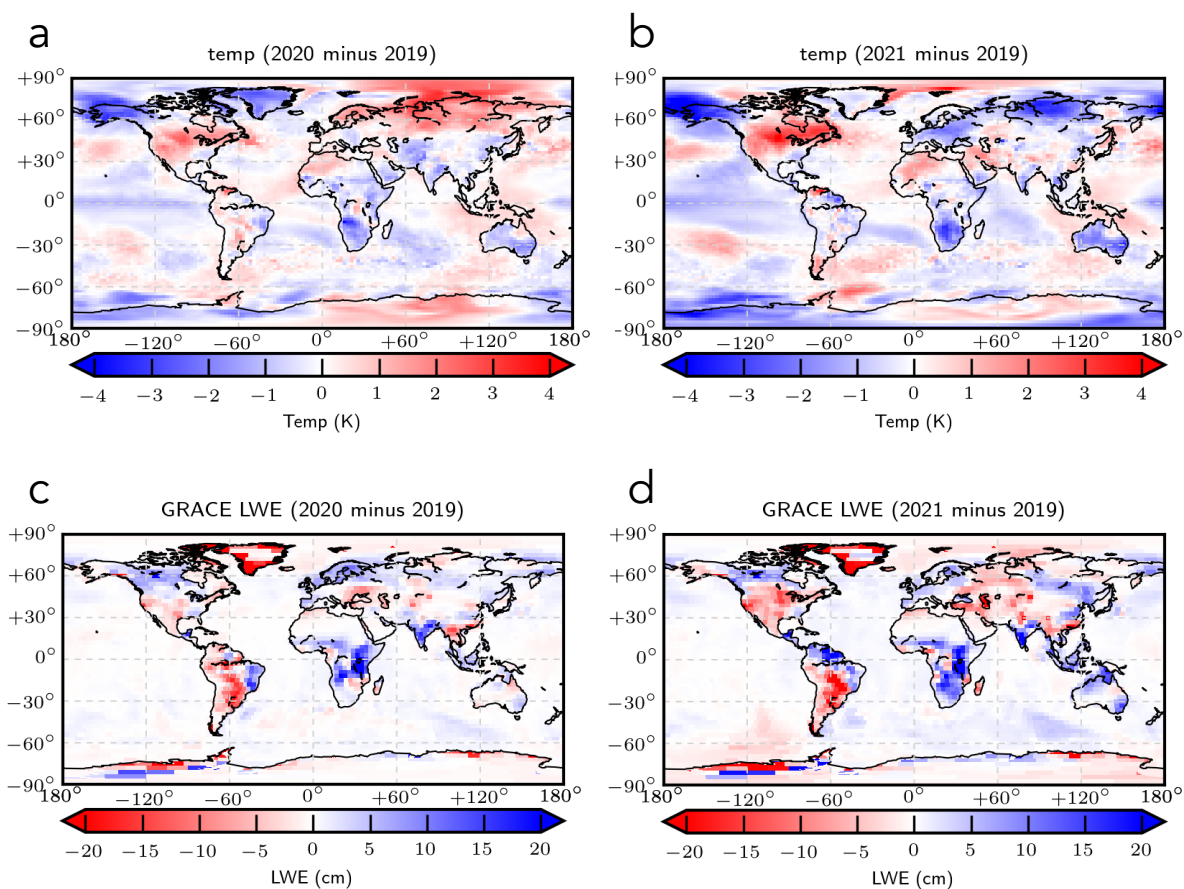 a
temp (2020 minus 2019)
+90°
+60°
+30°
0°
−30°
−60°
−90°
180° −120° −60° 0° +60° +120° 180°
−4 −3 −2 −1 0 1 2 3 4
Temp (K)
b
temp (2021 minus 2019)
+90°
+60°
+30°
0°
-30°
-60°
-90°
180° −120° −60° 0° +60° +120° 180°
−4 −3 −2 −1 0 1 2 3 4
Temp (K)
c
GRACE LWE (2020 minus 2019)
+90°
+60°
+30°
0°
−30°
−60°
−90°
180° −120° −60° 0° +60° +120° 180°
−20 −15 −10 −5 0 5 10 15 20
LWE (cm)
d
GRACE LWE (2021 minus 2019)
+90°
+60°
+30°
0°
−30°
−60°
−90°
180° −120° −60° 0° +60° +120° 180°
−20 −15 −10 −5 0 5 10 15 20
LWE (cm)